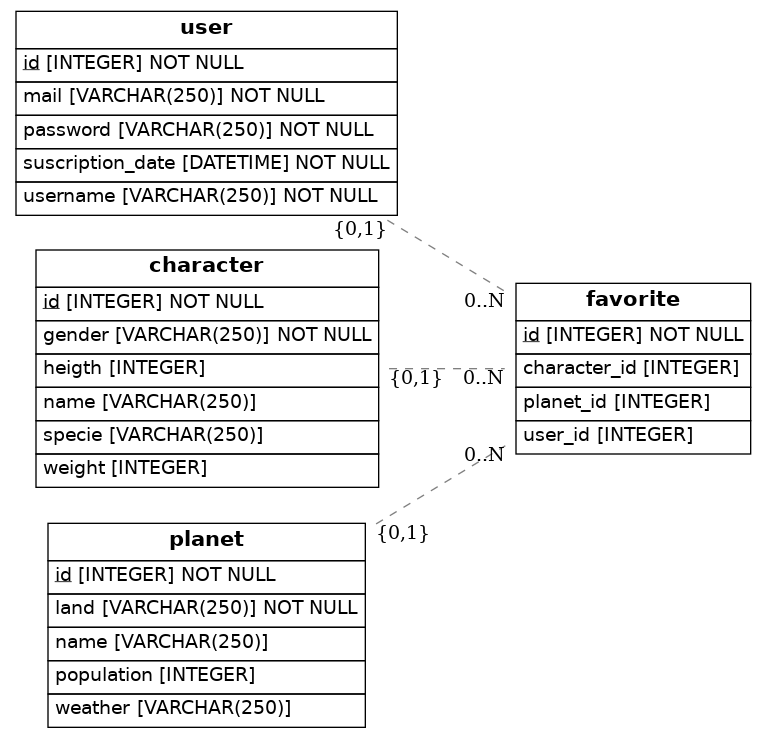 user
id [INTEGER] NOT NULL
mail [VARCHAR(250)] NOT NULL
password [VARCHAR(250)] NOT NULL
suscription_date [DATETIME] NOT NULL
username [VARCHAR(250)] NOT NULL
{0,1}
0..N
character
id [INTEGER] NOT NULL
gender [VARCHAR(250)] NOT NULL
heigth [INTEGER]
name [VARCHAR(250)]
specie [VARCHAR(250)]
weight [INTEGER]
{0,1}
0..N
favorite
id [INTEGER] NOT NULL
character_id [INTEGER]
planet_id [INTEGER]
user_id [INTEGER]
0..N
{0,1}
planet
id [INTEGER] NOT NULL
land [VARCHAR(250)] NOT NULL
name [VARCHAR(250)]
population [INTEGER]
weather [VARCHAR(250)]